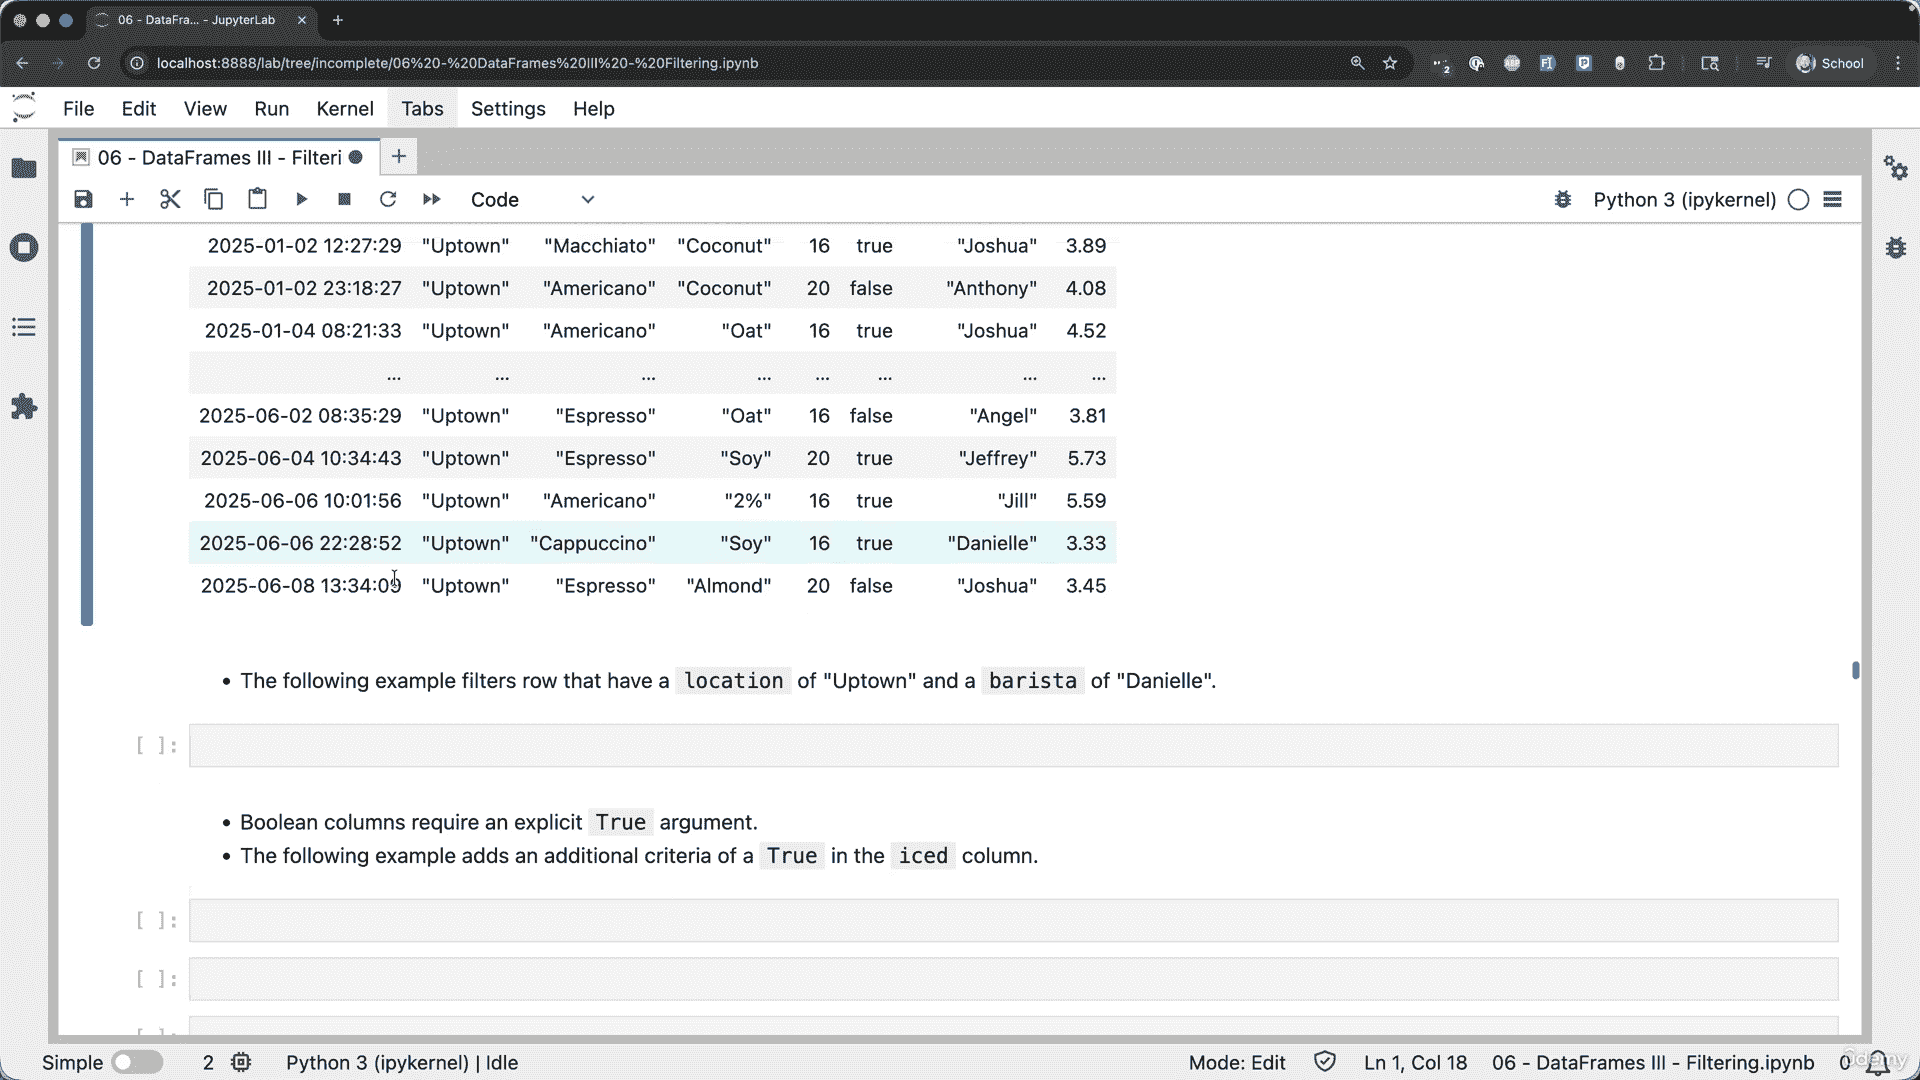 06 - DataFra... - JupyterLab
localhost:8888/lab/tree/incomplete/06%20-%20DataFrames%20III%20-%20Filtering.ipynb
2
School
File Edit View Run Kernel Tabs Settings Help
06 - DataFrames III - Filteri
Code
Python 3 (ipykernel)
2025-01-02 12:27:29 "Uptown" "Macchiato" "Coconut" 16 true "Joshua" 3.89
2025-01-02 23:18:27 "Uptown" "Americano" "Coconut" 20 false "Anthony" 4.08
2025-01-04 08:21:33 "Uptown" "Americano" "Oat" 16 true "Joshua" 4.52
... ... ... ... ... ... ... ...
2025-06-02 08:35:29 "Uptown" "Espresso" "Oat" 16 false "Angel" 3.81
2025-06-04 10:34:43 "Uptown" "Espresso" "Soy" 20 true "Jeffrey" 5.73
2025-06-06 10:01:56 "Uptown" "Americano" "2%" 16 true "Jill" 5.59
2025-06-06 22:28:52 "Uptown" "Cappuccino" "Soy" 16 true "Danielle" 3.33
2025-06-08 13:34:09 "Uptown" "Espresso" "Almond" 20 false "Joshua" 3.45
• The following example filters row that have a location of "Uptown" and a barista of "Danielle".
[ ]:
• Boolean columns require an explicit True argument.
• The following example adds an additional criteria of a True in the iced column.
[ ]:
[ ]:
[ ]:
Simple 2 Python 3 (ipykernel) | Idle Mode: Edit Ln 1, Col 18 06 - DataFrames III - Filtering.ipynb 0
udemy